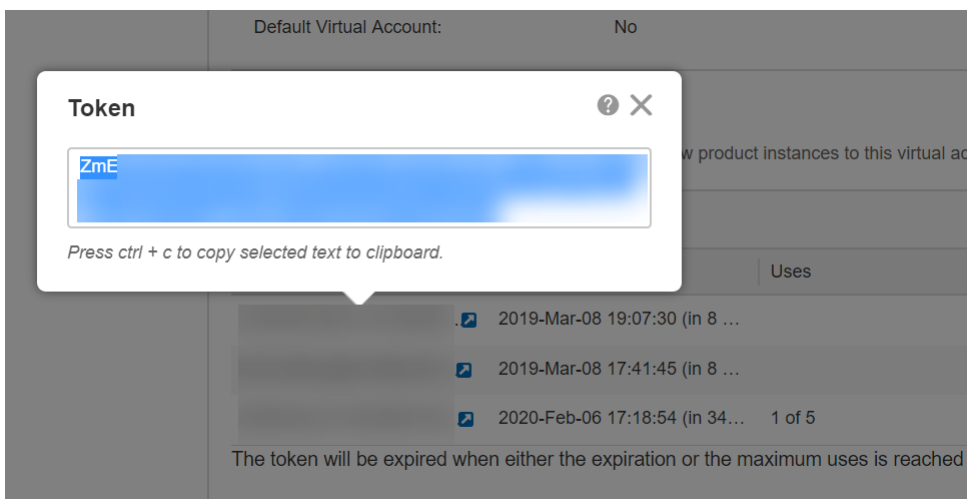 Default Virtual Account: No
Token
ZmE
w product instances to this virtual ac
Press ctrl + c to copy selected text to clipboard.
Uses
2019-Mar-08 19:07:30 (in 8 …
2019-Mar-08 17:41:45 (in 8 …
2020-Feb-06 17:18:54 (in 34… 1 of 5
The token will be expired when either the expiration or the maximum uses is reached